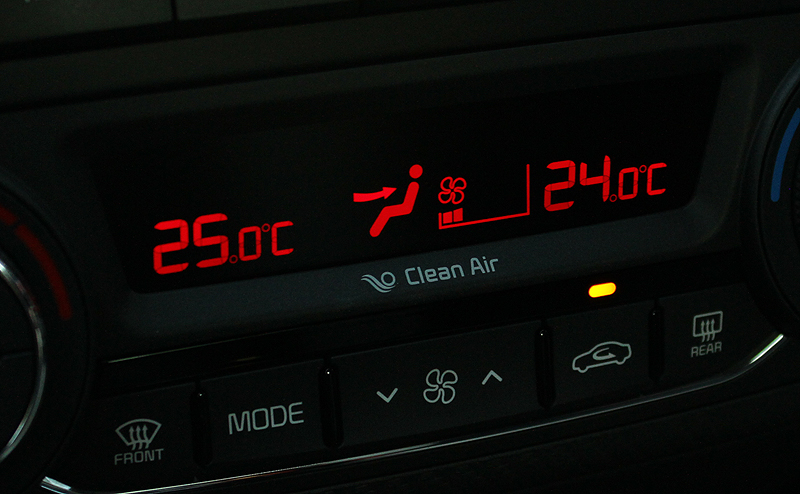 25.0°C
24.0°C
Clean Air
FRONT
MODE
REAR